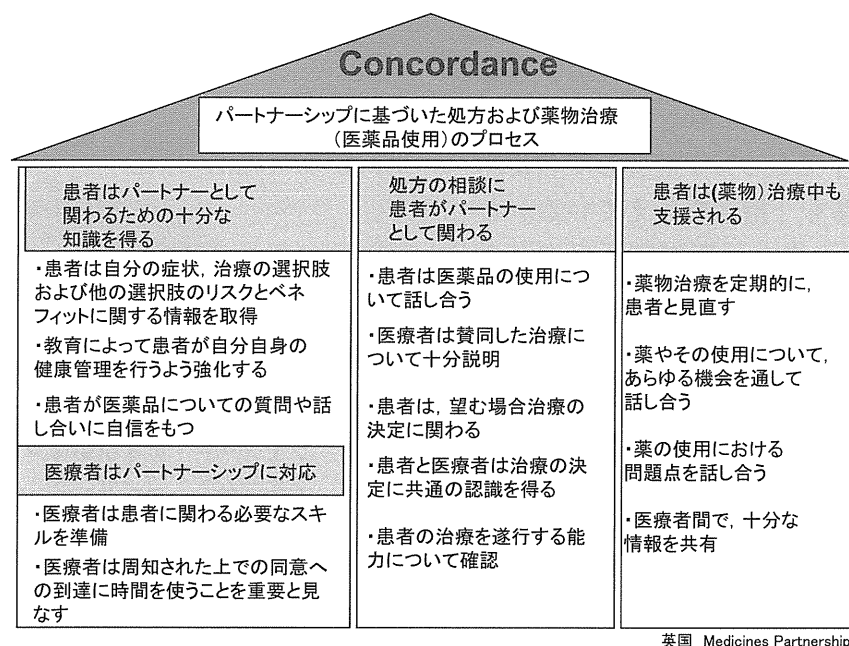 Concordance
パートナーシップに基づいた処方および薬物治療
（医薬品使用）のプロセス
患者はパートナーとして
関わるための十分な
知識を得る
・患者は自分の症状，治療の選択肢
および他の選択肢のリスクとベネ
フィットに関する情報を取得
・教育によって患者が自分自身の
健康管理を行うよう強化する
・患者が医薬品についての質問や話
し合いに自信をもつ
医療者はパートナーシップに対応
・医療者は患者に関わる必要なスキ
ルを準備
・医療者は周知された上での同意へ
の到達に時間を使うことを重要と見
なす
処方の相談に
患者がパートナー
として関わる
・患者は医薬品の使用につ
いて話し合う
・医療者は賛同した治療に
ついて十分説明
・患者は，望む場合治療の
決定に関わる
・患者と医療者は治療の決
定に共通の認識を得る
・患者の治療を遂行する能
力について確認
患者は(薬物）治療中も
支援される
・薬物治療を定期的に，
患者と見直す
・薬やその使用について，
あらゆる機会を通して
話し合う
・薬の使用における
問題点を話し合う
・医療者間で，十分な
情報を共有
英国 Medicines Partnership